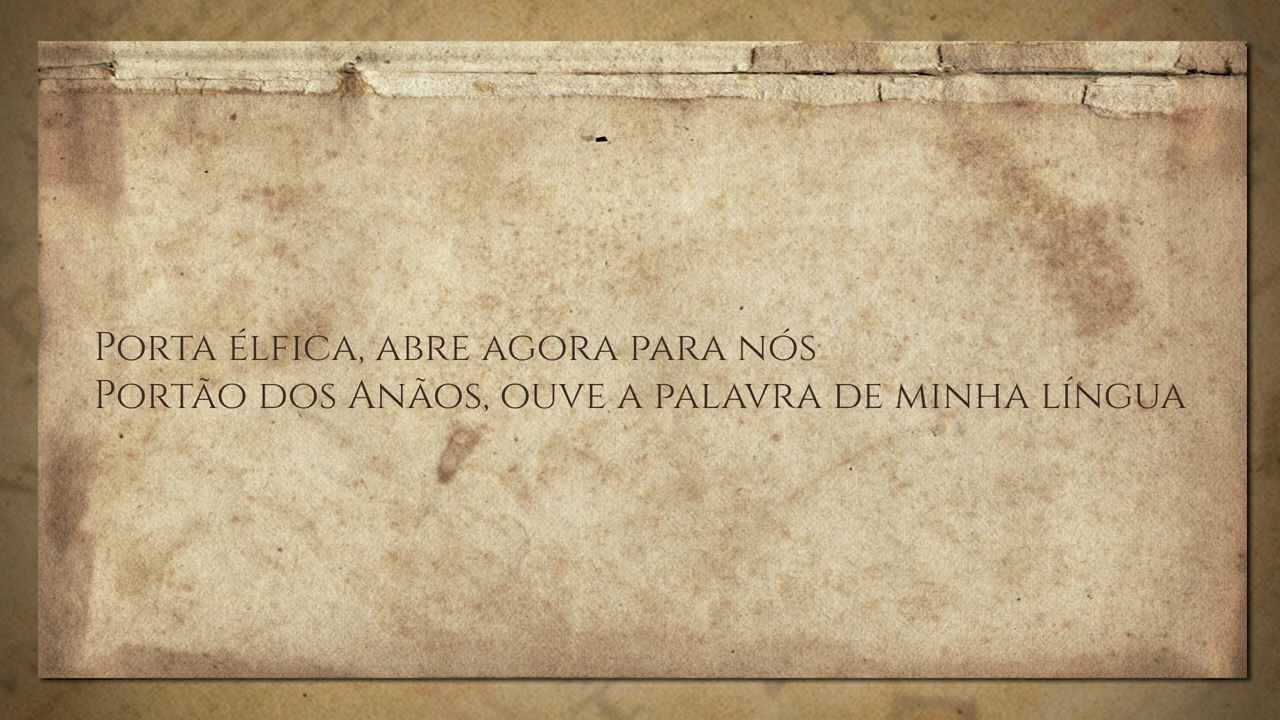 Porta élfica, abre agora para nós
Portão dos Anãos, ouve a palavra de minha língua